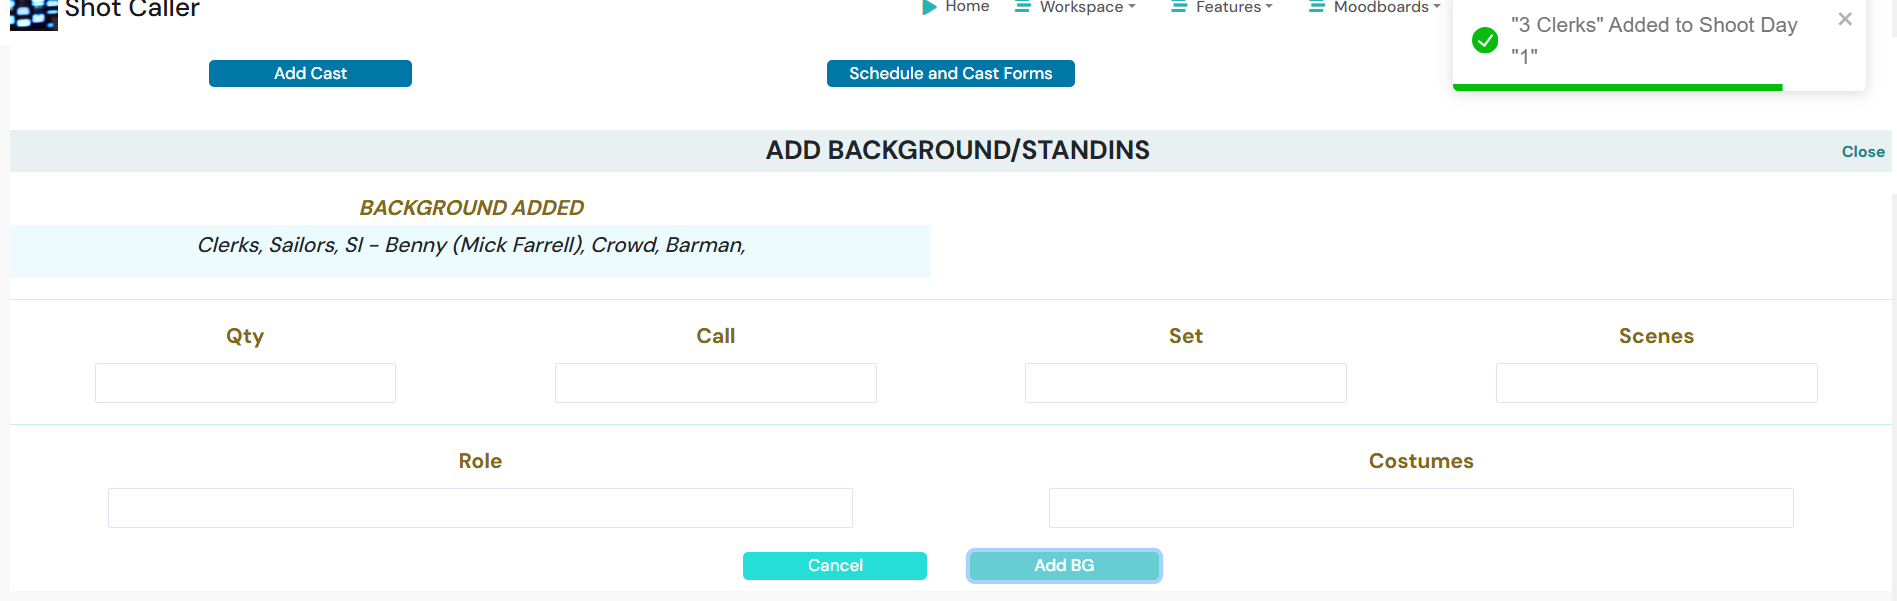 Shot Caller
Home Workspace Features Moodboards
"3 Clerks" Added to Shoot Day
"1"
Add Cast
Schedule and Cast Forms
ADD BACKGROUND/STANDINS
Close
BACKGROUND ADDED
Clerks, Sailors, SI - Benny (Mick Farrell), Crowd, Barman,
Qty Call Set Scenes
Role Costumes
Cancel Add BG